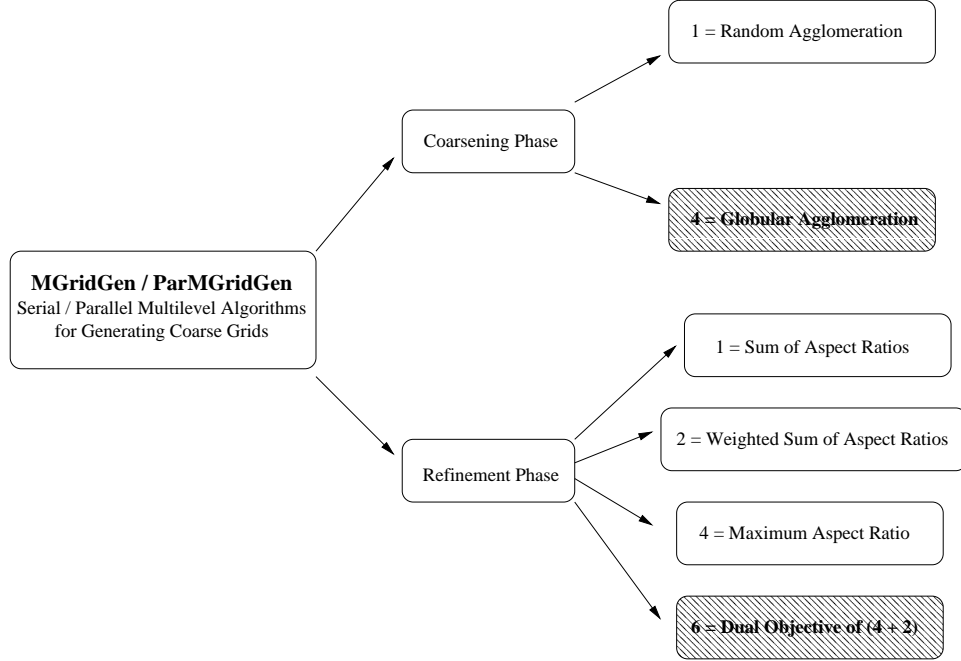 1 = Random Agglomeration
Coarsening Phase
4 = Globular Agglomeration
MGridGen / ParMGridGen
Serial / Parallel Multilevel Algorithms
for Generating Coarse Grids
1 = Sum of Aspect Ratios
2 = Weighted Sum of Aspect Ratios
Refinement Phase
4 = Maximum Aspect Ratio
6 = Dual Objective of (4 + 2)